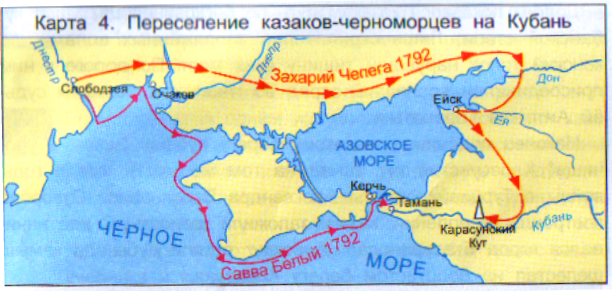 Карта 4. Переселение казаков-черноморцев на Кубань
Днестр
Слободзея
Очаков
Днепр
Захарий Чепега 1792
Дон
Ейск
Ея
АЗОВСКОЕ
МОРЕ
Керчь
Тамань
Карасунский
Кут
Кубань
ЧЁРНОЕ
МОРЕ
Савва Белый 1792